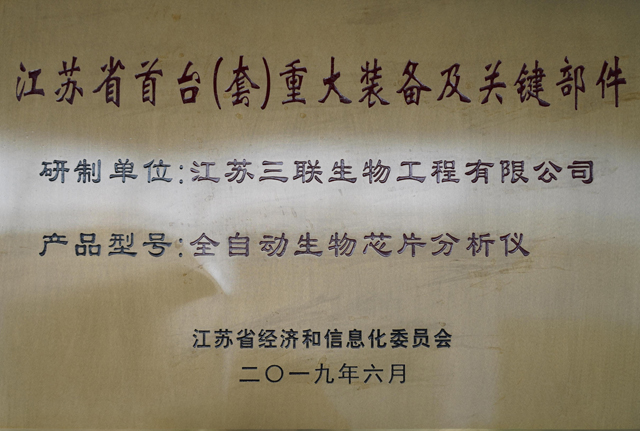 江苏省首台(套)重大装备及关键部件
研制单位:江苏三联生物工程有限公司
产品型号:全自动生物芯片分析仪
江苏省经济和信息化委员会
二〇一九年六月